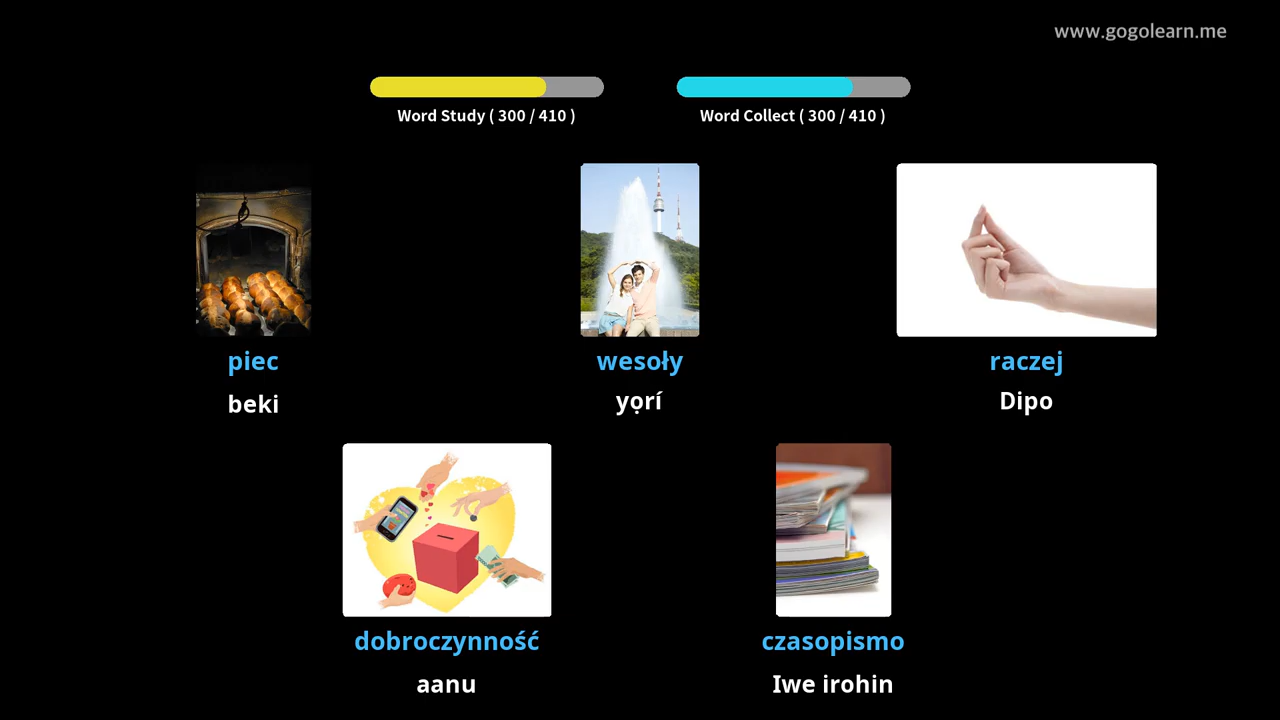 www.gogolearn.me
Word Study ( 300 / 410 )
Word Collect ( 300 / 410 )
piec
beki
wesoły
yọrí
raczej
Dipo
dobroczynność
aanu
czasopismo
Iwe irohin